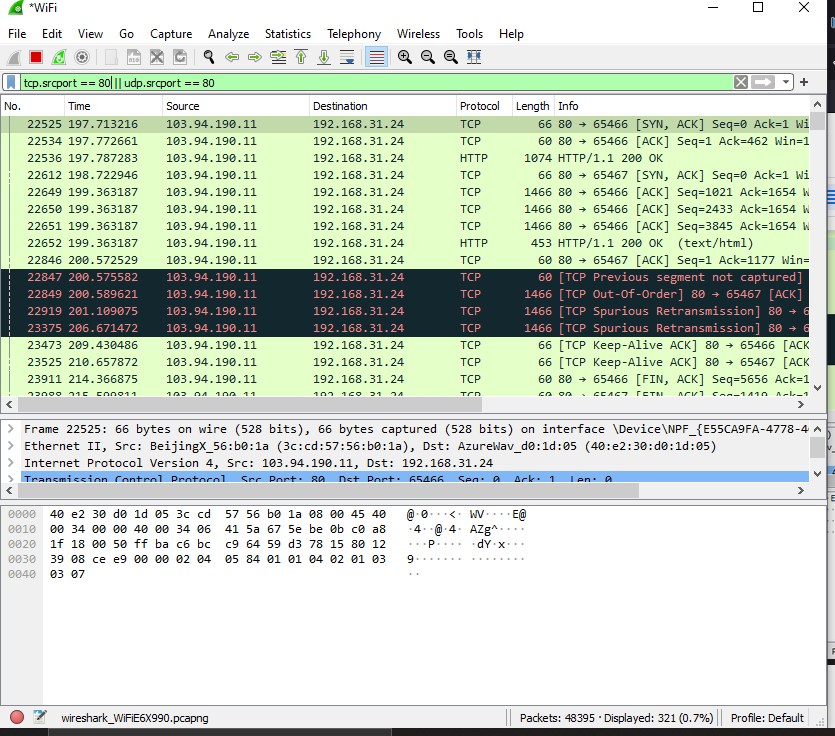 *WiFi
File Edit View Go Capture Analyze Statistics Telephony Wireless Tools Help
tcp.srcport == 80 || udp.srcport == 80
No. Time Source Destination Protocol Length Info
22525 197.713216 103.94.190.11 192.168.31.24 TCP 66 80 → 65466 [SYN, ACK] Seq=0 Ack=1 Wi
22534 197.772661 103.94.190.11 192.168.31.24 TCP 60 80 → 65466 [ACK] Seq=1 Ack=462 Win=1
22536 197.787283 103.94.190.11 192.168.31.24 HTTP 1074 HTTP/1.1 200 OK
22612 198.722946 103.94.190.11 192.168.31.24 TCP 66 80 → 65467 [SYN, ACK] Seq=0 Ack=1 Wi
22649 199.363187 103.94.190.11 192.168.31.24 TCP 1466 80 → 65466 [ACK] Seq=1021 Ack=1654 W
22650 199.363187 103.94.190.11 192.168.31.24 TCP 1466 80 → 65466 [ACK] Seq=2433 Ack=1654 W
22651 199.363187 103.94.190.11 192.168.31.24 TCP 1466 80 → 65466 [ACK] Seq=3845 Ack=1654 W
22652 199.363187 103.94.190.11 192.168.31.24 HTTP 453 HTTP/1.1 200 OK (text/html)
22846 200.572529 103.94.190.11 192.168.31.24 TCP 60 80 → 65467 [ACK] Seq=1 Ack=1177 Win=
22847 200.575582 103.94.190.11 192.168.31.24 TCP 60 [TCP Previous segment not captured]
22849 200.589621 103.94.190.11 192.168.31.24 TCP 1466 [TCP Out-Of-Order] 80 → 65467 [ACK]
22919 201.109075 103.94.190.11 192.168.31.24 TCP 1466 [TCP Spurious Retransmission] 80 → 6
23375 206.671472 103.94.190.11 192.168.31.24 TCP 1466 [TCP Spurious Retransmission] 80 → 6
23473 209.430486 103.94.190.11 192.168.31.24 TCP 66 [TCP Keep-Alive ACK] 80 → 65466 [ACK
23525 210.657872 103.94.190.11 192.168.31.24 TCP 66 [TCP Keep-Alive ACK] 80 → 65467 [ACK
23911 214.366875 103.94.190.11 192.168.31.24 TCP 60 80 → 65466 [FIN, ACK] Seq=5656 Ack=1
23988 215.599811 103.94.190.11 192.168.31.24 TCP 60 80 → 65467 [FIN, ACK] Seq=1419 Ack=1
Frame 22525: 66 bytes on wire (528 bits), 66 bytes captured (528 bits) on interface \Device\NPF_{E55CA9FA-4778-4
Ethernet II, Src: BeijingX_56:b0:1a (3c:cd:57:56:b0:1a), Dst: AzureWav_d0:1d:05 (40:e2:30:d0:1d:05)
Internet Protocol Version 4, Src: 103.94.190.11, Dst: 192.168.31.24
Transmission Control Protocol, Src Port: 80, Dst Port: 65466, Seq: 0, Ack: 1, Len: 0
0000 40 e2 30 d0 1d 05 3c cd 57 56 b0 1a 08 00 45 40 @·0···<· WV····E@
0010 00 34 00 00 40 00 34 06 41 5a 67 5e be 0b c0 a8 ·4··@·4· AZg^····
0020 1f 18 00 50 ff ba c6 bc c9 64 59 d3 78 15 80 12 ···P···· ·dY·x···
0030 39 08 ce e9 00 00 02 04 05 84 01 01 04 02 01 03 9······· ········
0040 03 07 ··
wireshark_WiFiE6X990.pcapng Packets: 48395 · Displayed: 321 (0.7%) Profile: Default